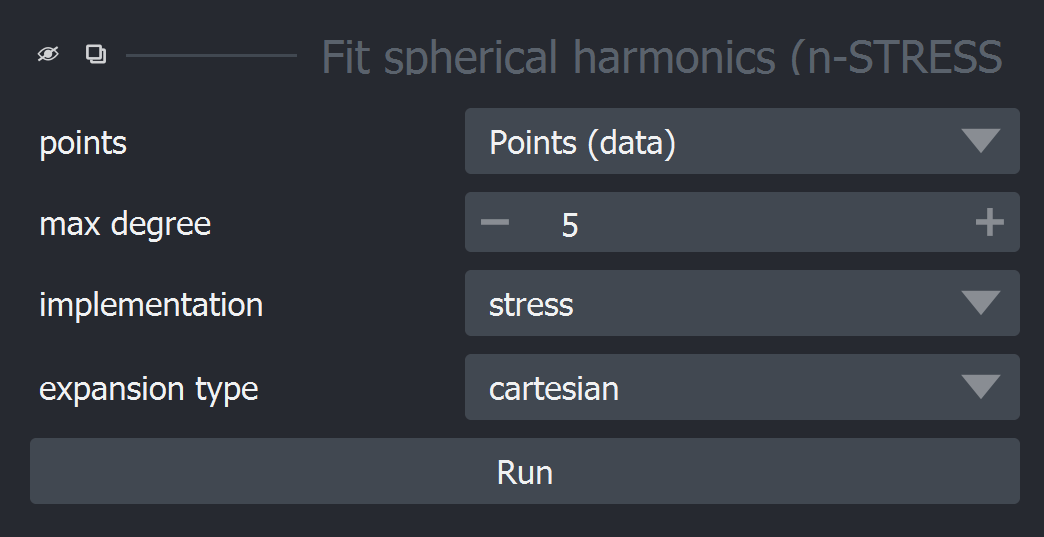 Fit spherical harmonics (n-STRESS
points Points (data)
max degree 5
implementation stress
expansion type cartesian
Run